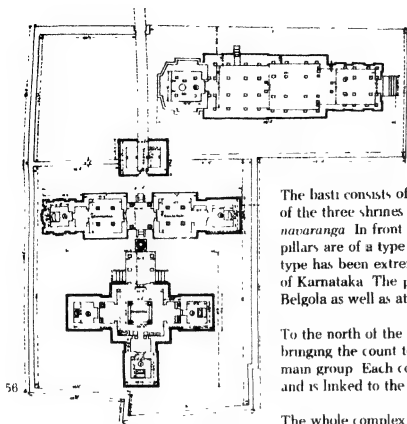 The basti consists of
of the three shrines
navaranga In front
pillars are of a type
type has been extrem
of Karnataka The p
Belgola as well as at
To the north of the
bringing the count t
main group Each co
and is linked to the
The whole complex
56